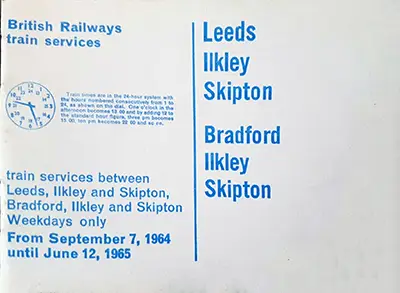 British Railways
train services
Train times are in the 24-hour system with
the hours numbered consecutively from 1 to
24, as shown on the dial. One o'clock in the
afternoon becomes 13 00 and by adding 12 to
the standard hour figure, three pm becomes
15 00, ten pm becomes 22 00 and so on.
train services between
Leeds, Ilkley and Skipton,
Bradford, Ilkley and Skipton
Weekdays only
From September 7, 1964
until June 12, 1965
Leeds
Ilkley
Skipton
Bradford
Ilkley
Skipton